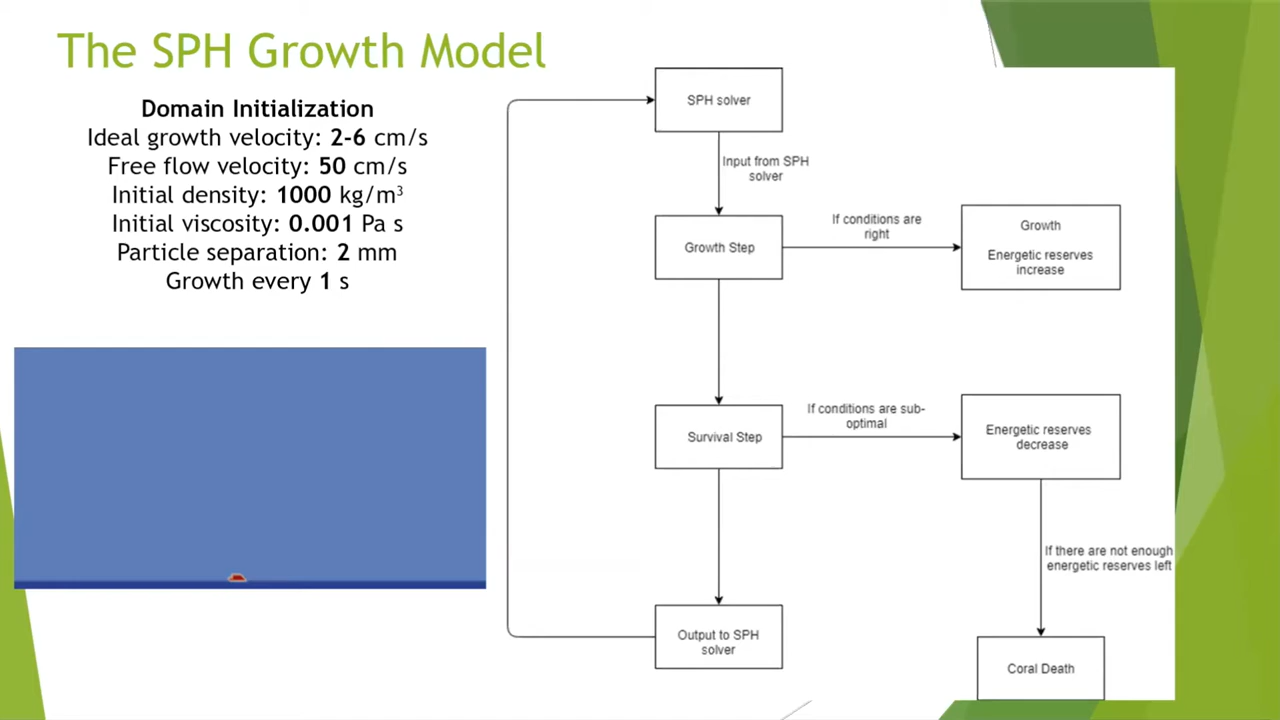 The SPH Growth Model
Domain Initialization
Ideal growth velocity: 2-6 cm/s
Free flow velocity: 50 cm/s
Initial density: 1000 kg/m³
Initial viscosity: 0.001 Pa s
Particle separation: 2 mm
Growth every 1 s
SPH solver
Input from SPH
solver
Growth Step
If conditions are
right
Growth
Energetic reserves
increase
Survival Step
If conditions are sub-
optimal
Energetic reserves
decrease
If there are not enough
energetic reserves left
Output to SPH
solver
Coral Death